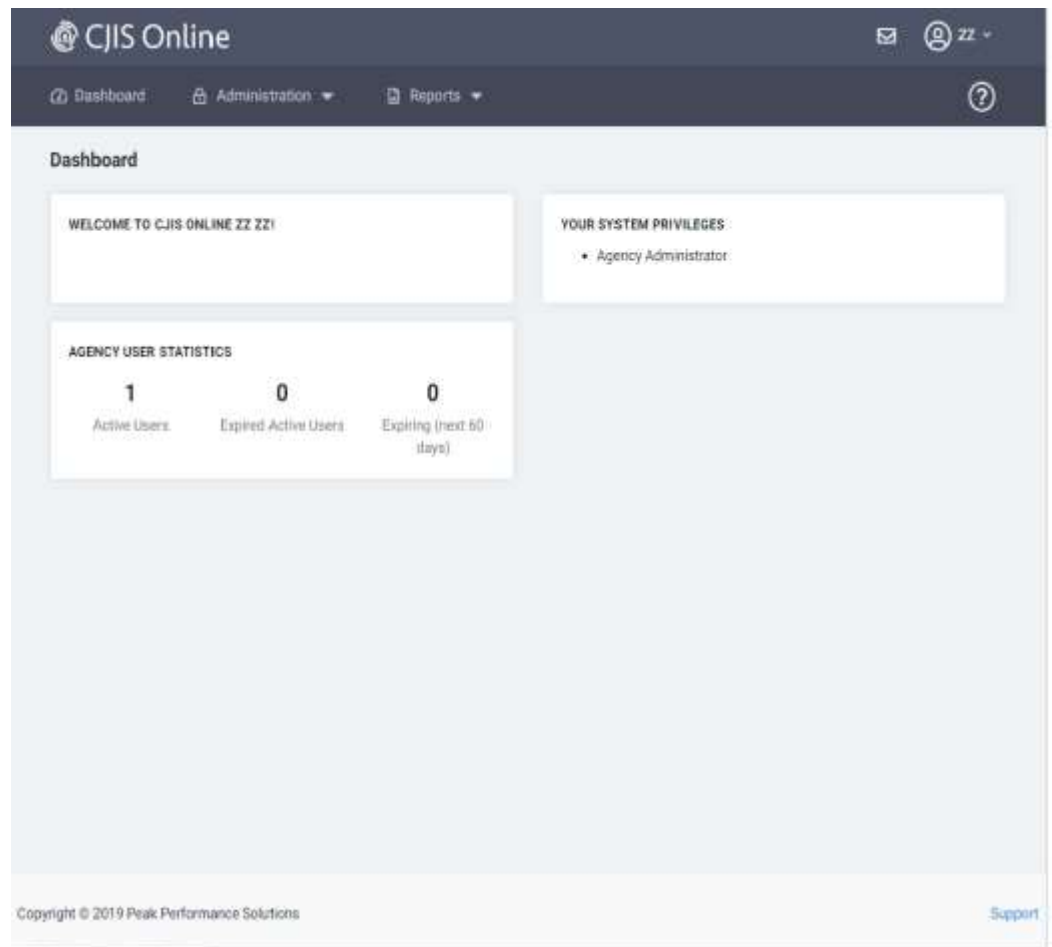 CJIS Online
ZZ
Dashboard
Administration
Reports
?
Dashboard
WELCOME TO CJIS ONLINE ZZ ZZ!
YOUR SYSTEM PRIVILEGES
• Agency Administrator
AGENCY USER STATISTICS
1
Active Users
0
Expired Active Users
0
Expiring (next 60
days)
Copyright © 2019 Peak Performance Solutions
Support